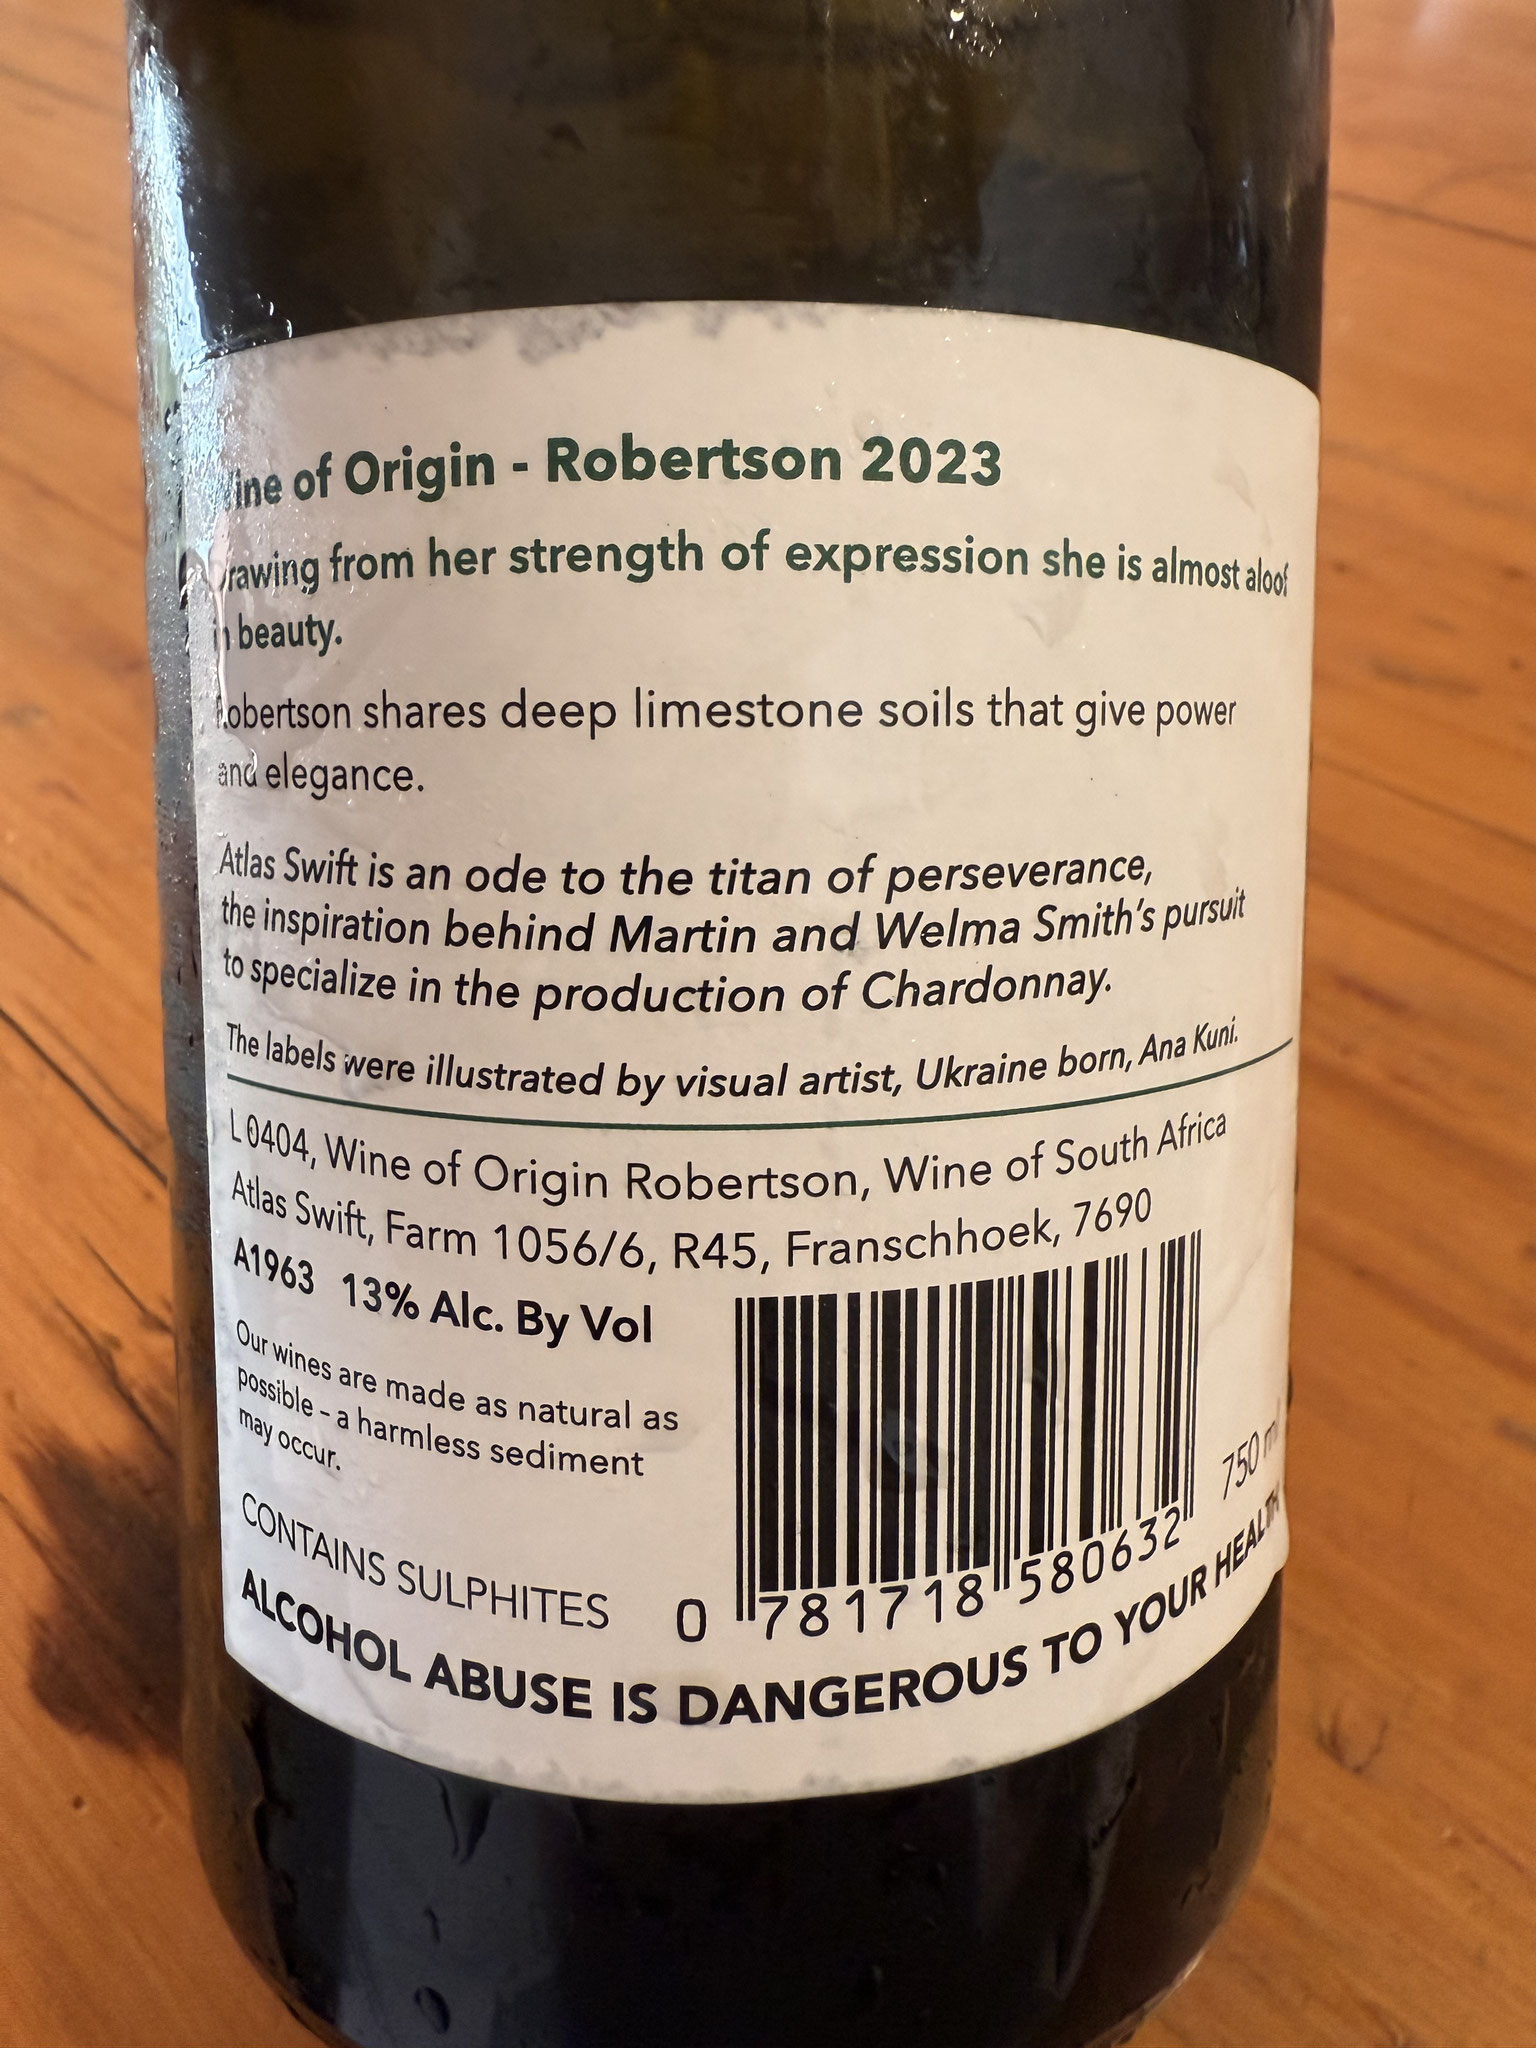 Wine of Origin - Robertson 2023
Drawing from her strength of expression she is almost aloof
in beauty.
Robertson shares deep limestone soils that give power
and elegance.
Atlas Swift is an ode to the titan of perseverance,
the inspiration behind Martin and Welma Smith's pursuit
to specialize in the production of Chardonnay.
The labels were illustrated by visual artist, Ukraine born, Ana Kuni.
L 0404, Wine of Origin Robertson, Wine of South Africa
Atlas Swift, Farm 1056/6, R45, Franschhoek, 7690
A1963 13% Alc. By Vol
Our wines are made as natural as
possible – a harmless sediment
may occur.
CONTAINS SULPHITES
0 781718 580632
750 ml
ALCOHOL ABUSE IS DANGEROUS TO YOUR HEALTH